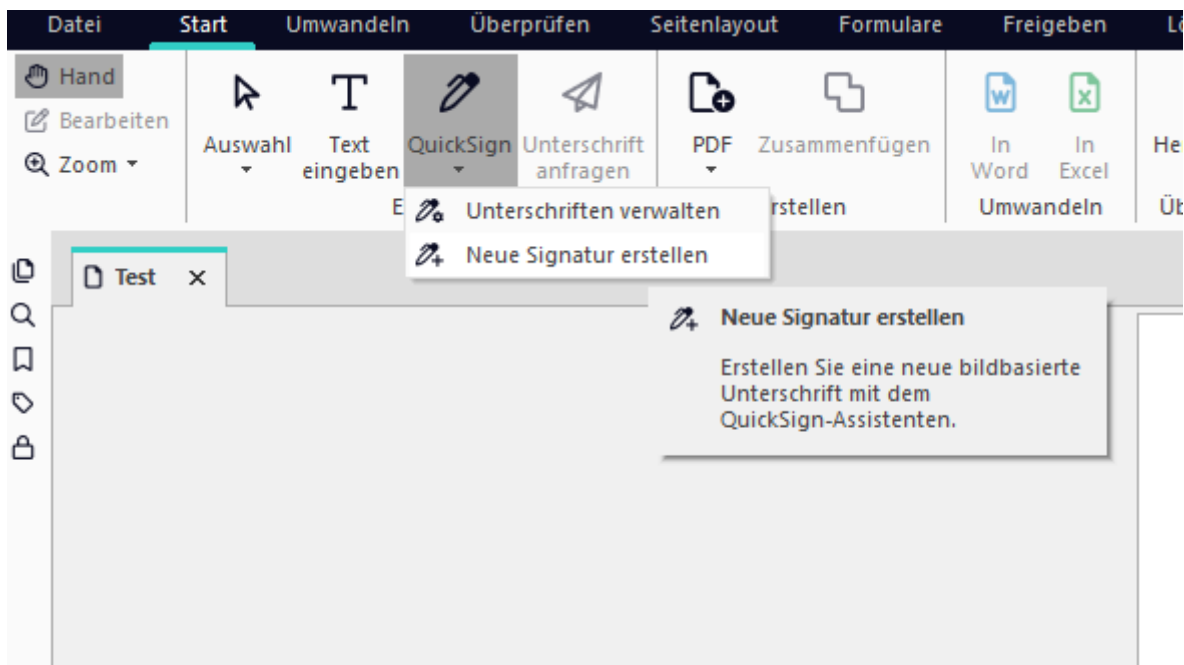 Datei Start Umwandeln Überprüfen Seitenlayout Formulare Freigeben
Hand
Bearbeiten
Zoom
Auswahl
Text
eingeben
QuickSign
Unterschrift
anfragen
PDF
Zusammenfügen
In
Word
In
Excel
Umwandeln
Unterschriften verwalten
Neue Signatur erstellen
Test
Neue Signatur erstellen
Erstellen Sie eine neue bildbasierte
Unterschrift mit dem
QuickSign-Assistenten.